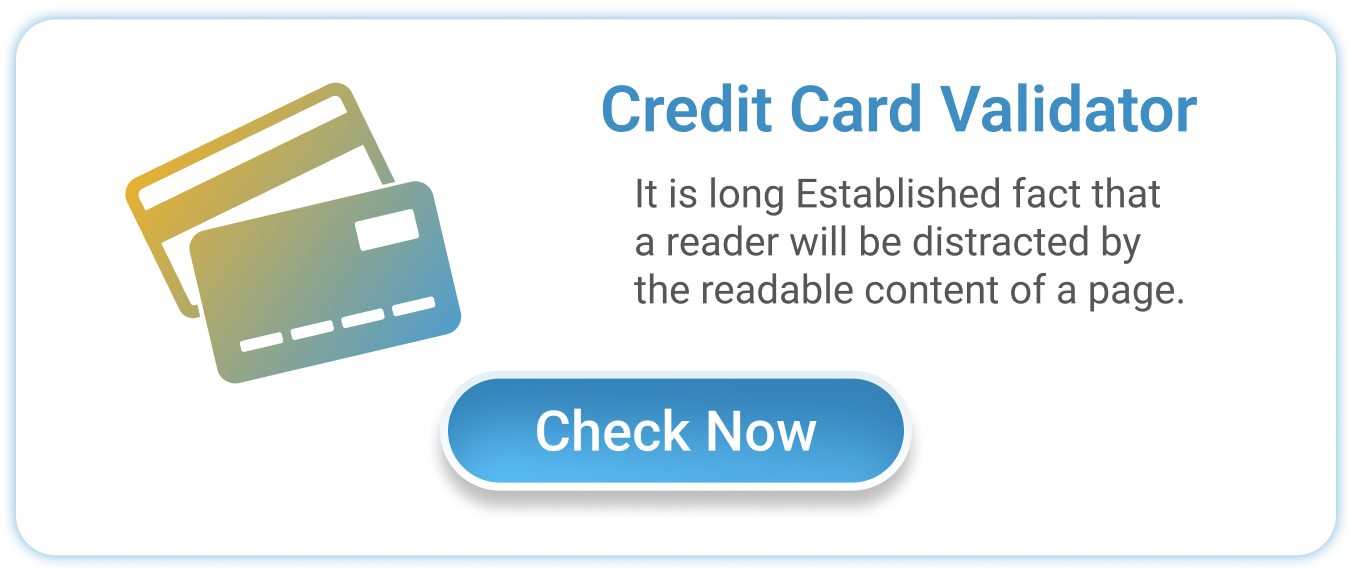 Credit Card Validator
It is long Established fact that
a reader will be distracted by
the readable content of a page.
Check Now